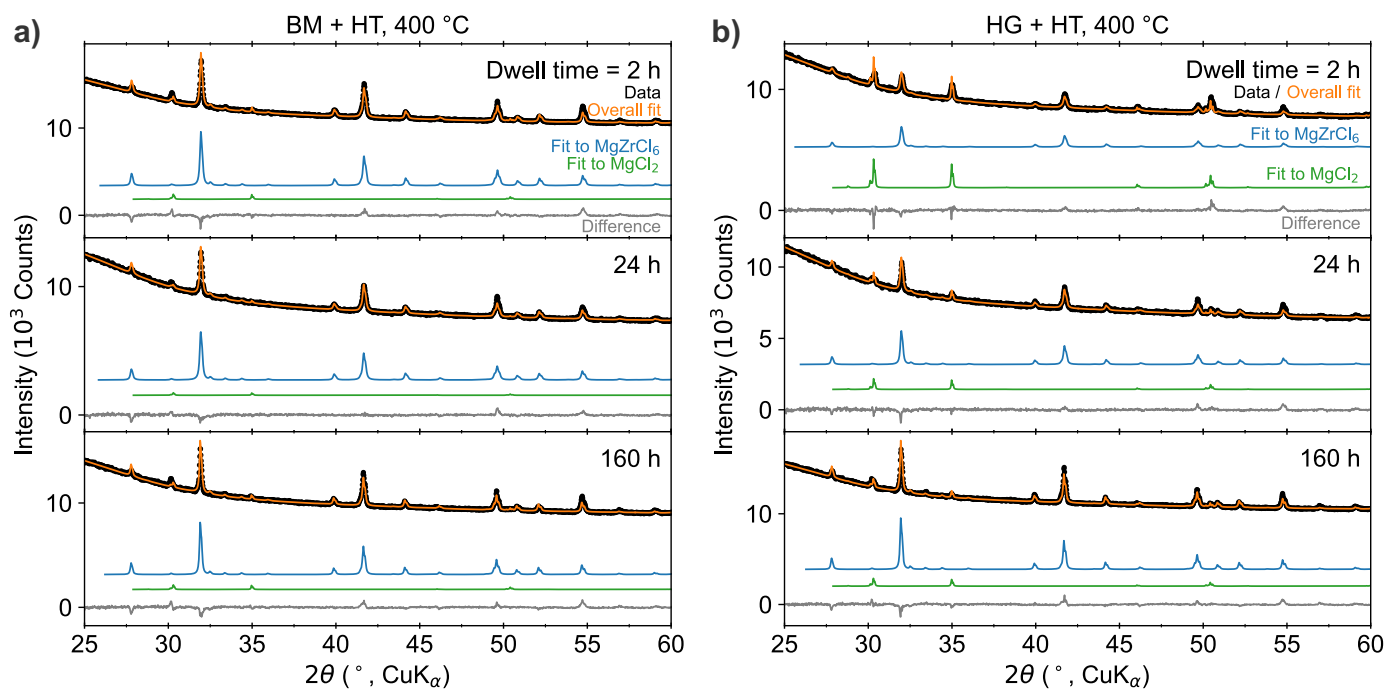 a)
BM + HT, 400 °C
Dwell time = 2 h
Data
Overall fit
10
Fit to MgZrCl₆
Fit to MgCl₂
0
Difference
24 h
10
0
160 h
10
0
25 30 35 40 45 50 55 60
Intensity (10³ Counts)
2θ (°, CuKα)
b)
HG + HT, 400 °C
Dwell time = 2 h
Data / Overall fit
10
Fit to MgZrCl₆
Fit to MgCl₂
0
Difference
24 h
10
5
0
160 h
10
0
25 30 35 40 45 50 55 60
Intensity (10³ Counts)
2θ (°, CuKα)